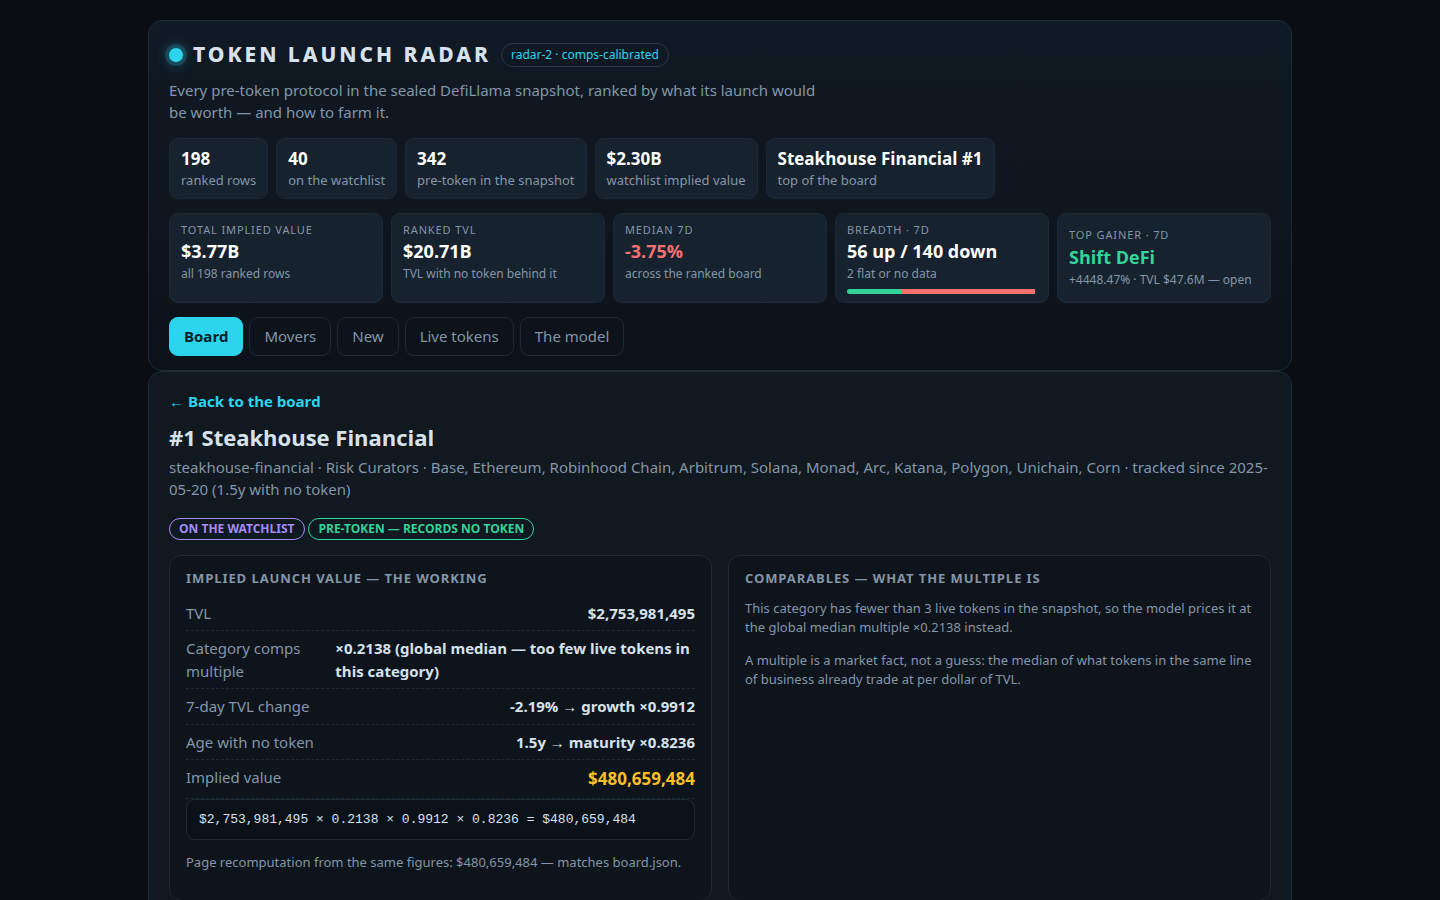 TOKEN LAUNCH RADAR radar-2 · comps-calibrated
Every pre-token protocol in the sealed DefiLlama snapshot, ranked by what its launch would
be worth — and how to farm it.
198
ranked rows
40
on the watchlist
342
pre-token in the snapshot
$2.30B
watchlist implied value
Steakhouse Financial #1
top of the board
TOTAL IMPLIED VALUE
$3.77B
all 198 ranked rows
RANKED TVL
$20.71B
TVL with no token behind it
MEDIAN 7D
-3.75%
across the ranked board
BREADTH · 7D
56 up / 140 down
2 flat or no data
TOP GAINER · 7D
Shift DeFi
+4448.47% · TVL $47.6M — open
Board Movers New Live tokens The model
← Back to the board
#1 Steakhouse Financial
steakhouse-financial · Risk Curators · Base, Ethereum, Robinhood Chain, Arbitrum, Solana, Monad, Arc, Katana, Polygon, Unichain, Corn · tracked since 2025-
05-20 (1.5y with no token)
ON THE WATCHLIST PRE-TOKEN — RECORDS NO TOKEN
IMPLIED LAUNCH VALUE — THE WORKING
TVL $2,753,981,495
Category comps multiple ×0.2138 (global median — too few live tokens in
this category)
7-day TVL change -2.19% → growth ×0.9912
Age with no token 1.5y → maturity ×0.8236
Implied value $480,659,484
$2,753,981,495 × 0.2138 × 0.9912 × 0.8236 = $480,659,484
Page recomputation from the same figures: $480,659,484 — matches board.json.
COMPARABLES — WHAT THE MULTIPLE IS
This category has fewer than 3 live tokens in the snapshot, so the model prices it at
the global median multiple ×0.2138 instead.
A multiple is a market fact, not a guess: the median of what tokens in the same line
of business already trade at per dollar of TVL.